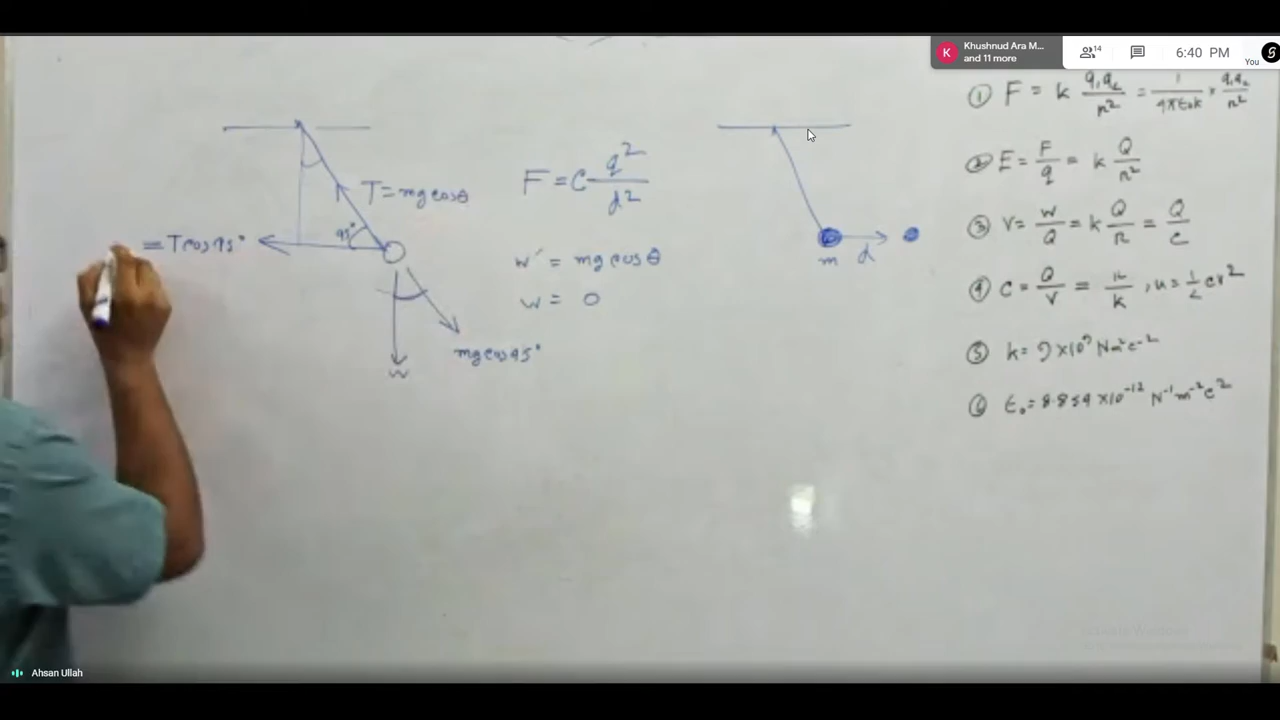 K Khushnud Ara M...
and 11 more
14
6:40 PM
You
T = mg cos θ
45°
= T cos 45°
w
mg cos 45°
F = C q² / d²
w' = mg cos θ
w = 0
m d
① F = k q₁q₂ / r² = 1 / 4πε₀k × q₁q₂ / r²
② E = F / q = k Q / r²
③ V = W / Q = k Q / R = Q / C
④ C = Q / V = r / k , u = 1/2 cv²
⑤ k = 9 × 10⁹ Nm²c⁻²
⑥ ε₀ = 8.854 × 10⁻¹² N⁻¹m⁻²c²
Ahsan Ullah